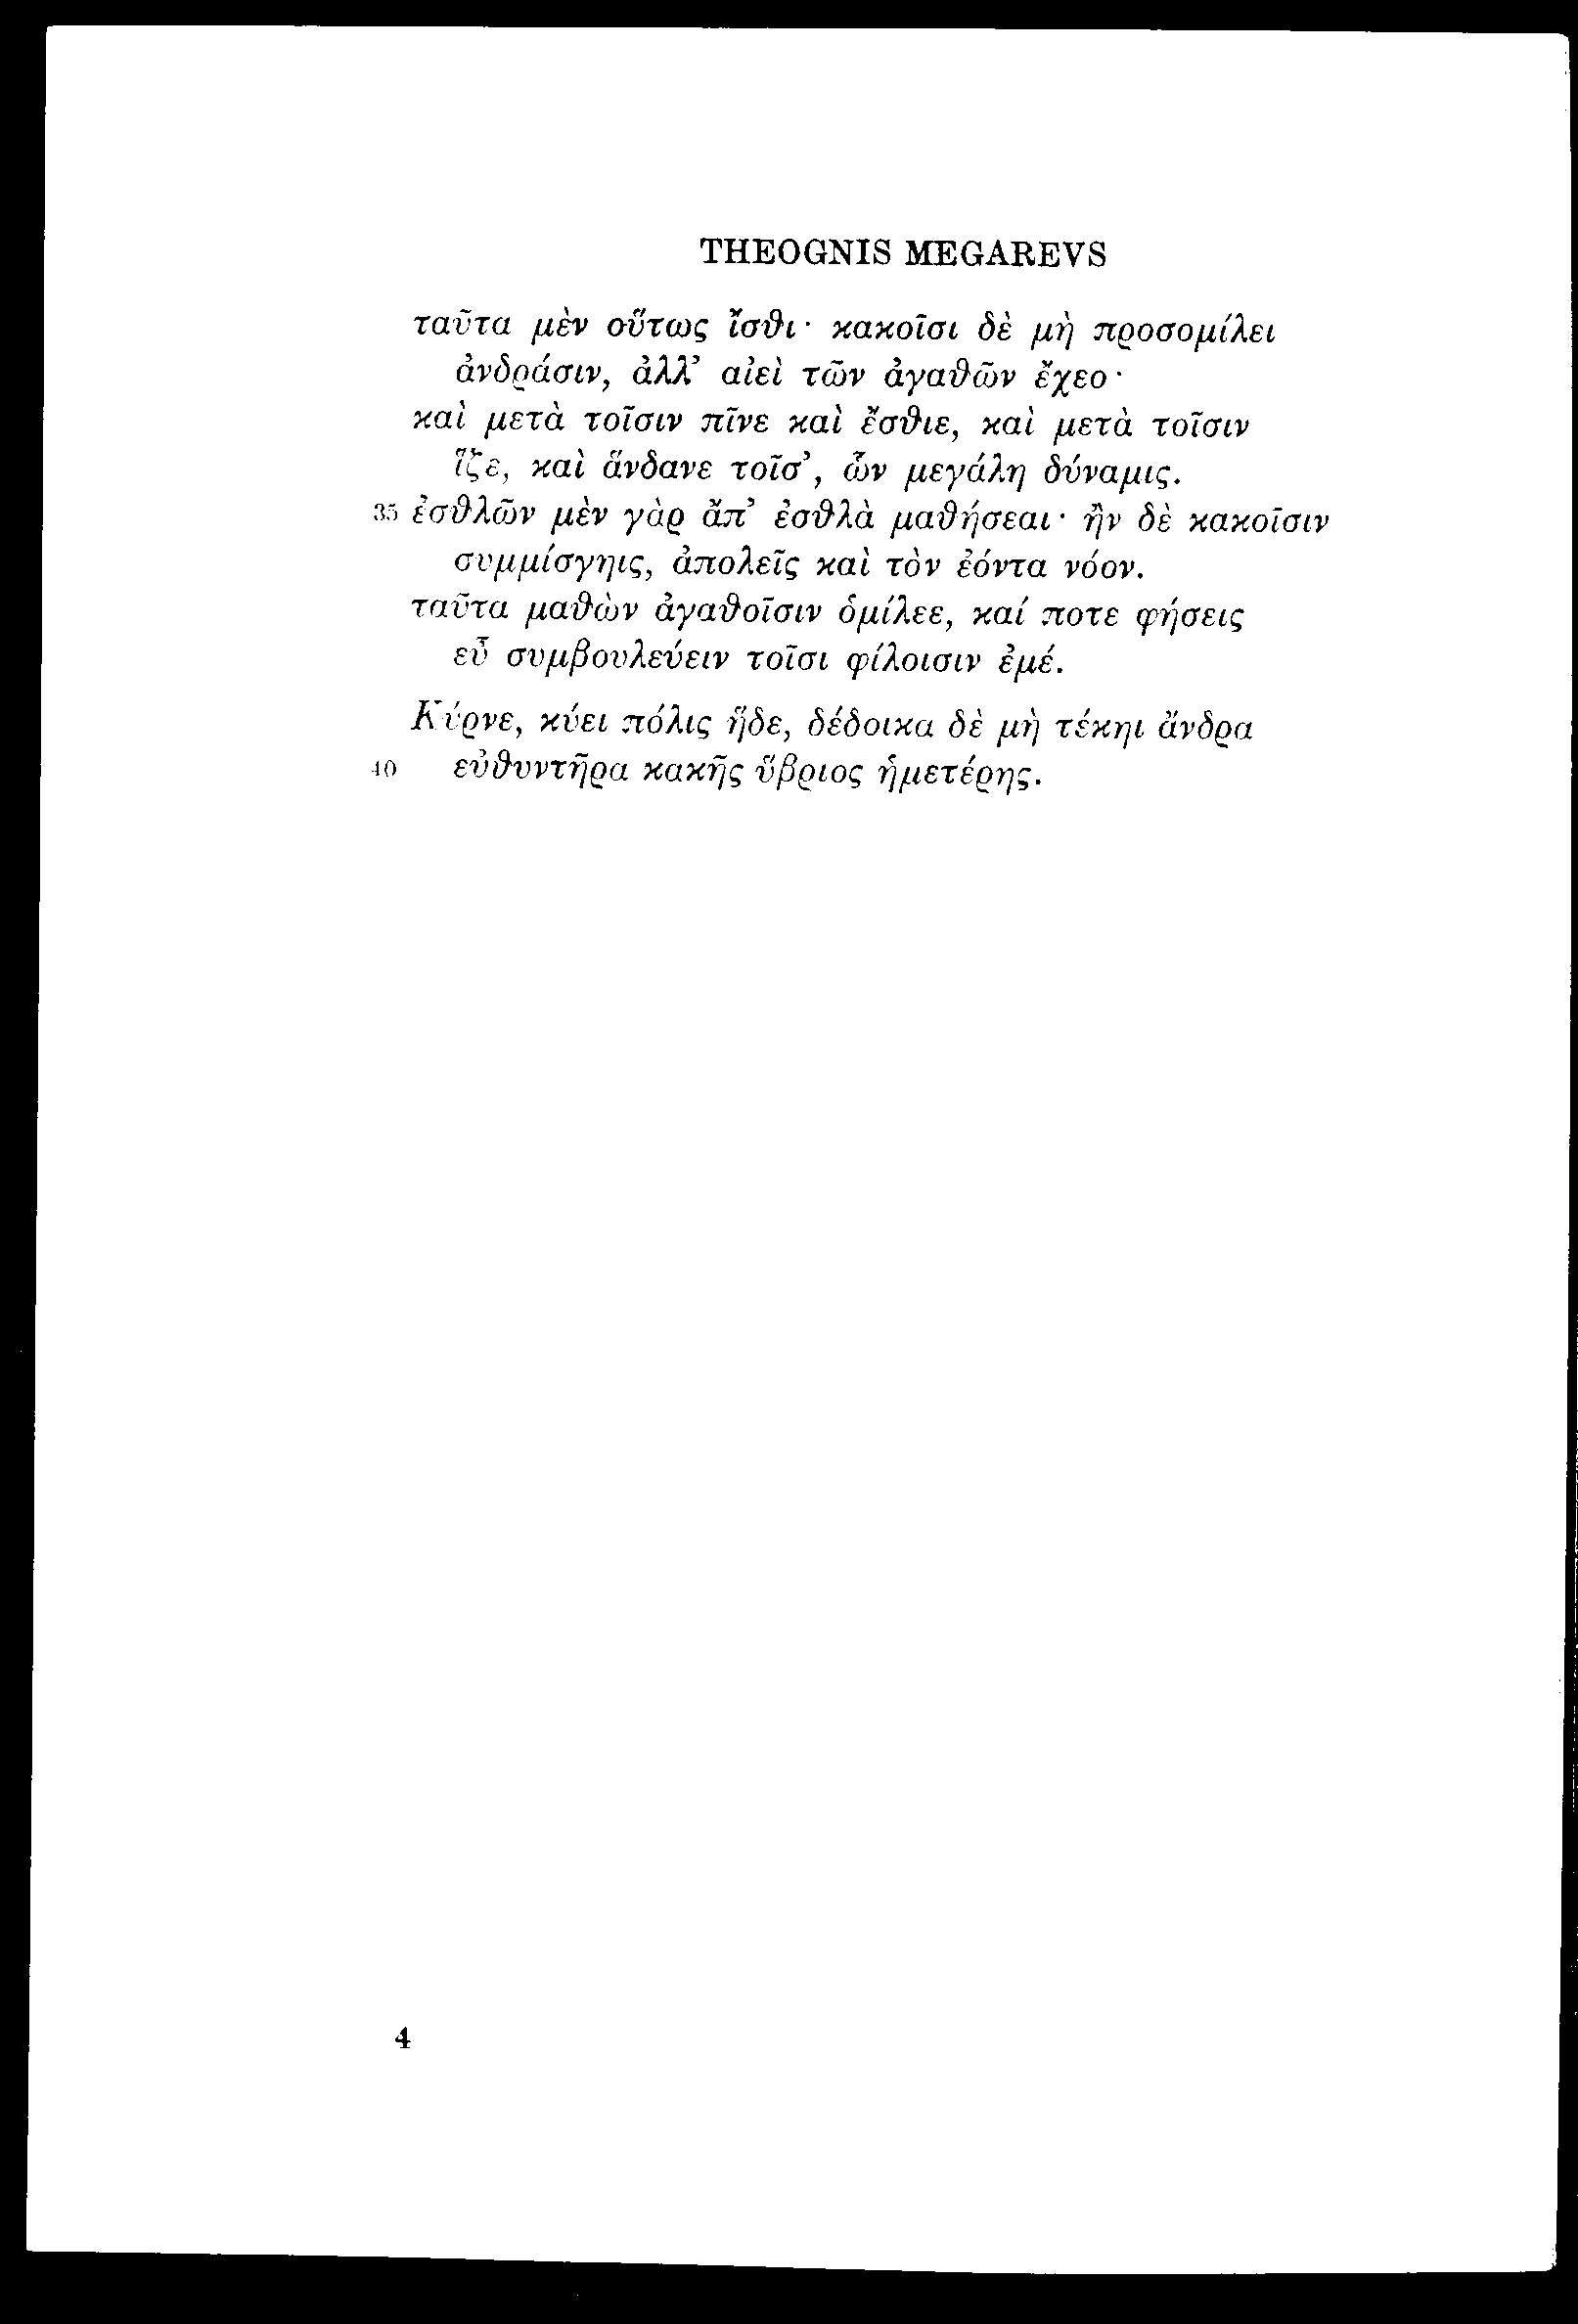 THEOGNIS MEGAREVS
ταῦτα μὲν οὕτως ἴσθι· κακοῖσι δὲ μὴ προσομίλει
ἀνδράσιν, ἀλλ’ αἰεὶ τῶν ἀγαθῶν ἔχεο·
καὶ μετὰ τοῖσιν πῖνε καὶ ἔσθιε, καὶ μετὰ τοῖσιν
ἵζε, καὶ ἅνδανε τοῖσ’, ὧν μεγάλη δύναμις.
35 ἐσθλῶν μὲν γὰρ ἄπ’ ἐσθλὰ μαθήσεαι· ἢν δὲ κακοῖσιν
συμμίσγηις, ἀπολεῖς καὶ τὸν ἐόντα νόον.
ταῦτα μαθὼν ἀγαθοῖσιν ὁμίλεε, καί ποτε φήσεις
εὖ συμβουλεύειν τοῖσι φίλοισιν ἐμέ.
Κύρνε, κύει πόλις ἥδε, δέδοικα δὲ μὴ τέκηι ἄνδρα
40 εὐθυντῆρα κακῆς ὕβριος ἡμετέρης.
4